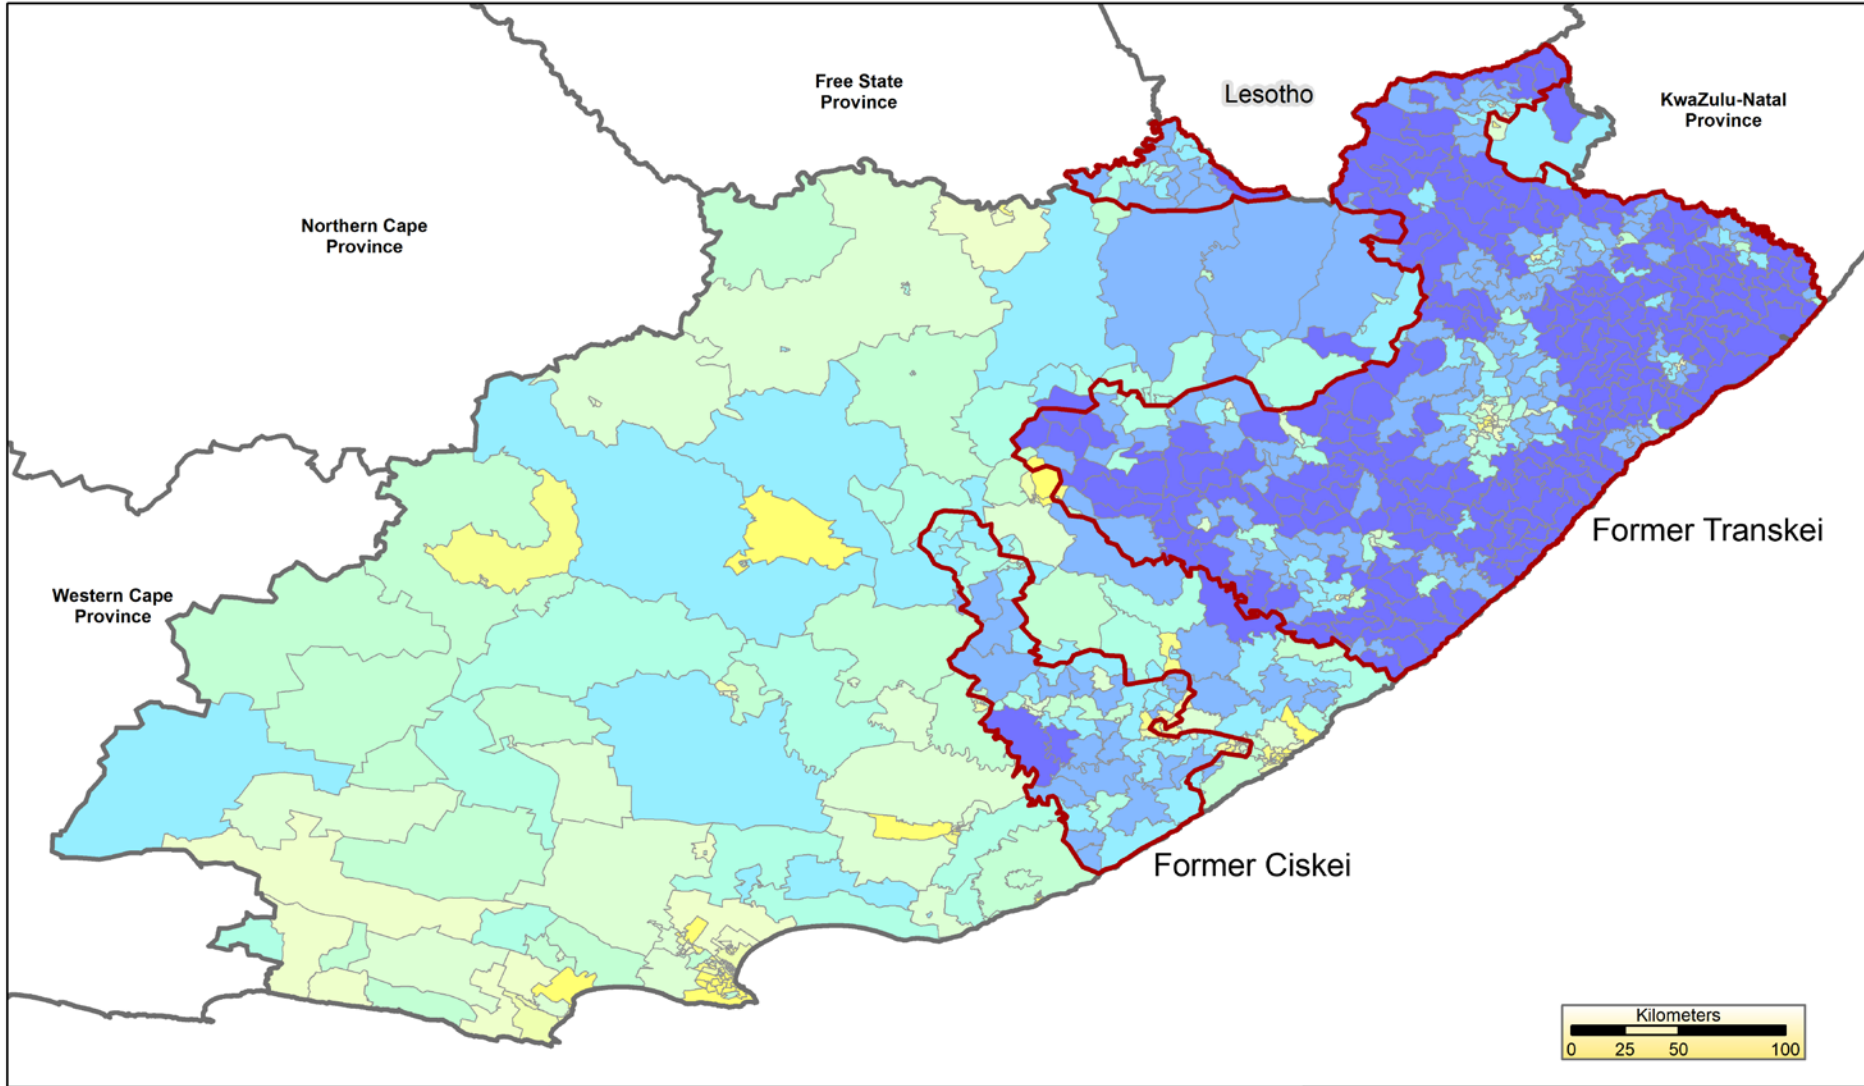 Free State
Province
Lesotho
KwaZulu-Natal
Province
Northern Cape
Province
Former Transkei
Western Cape
Province
Former Ciskei
Kilometers
0 25 50 100